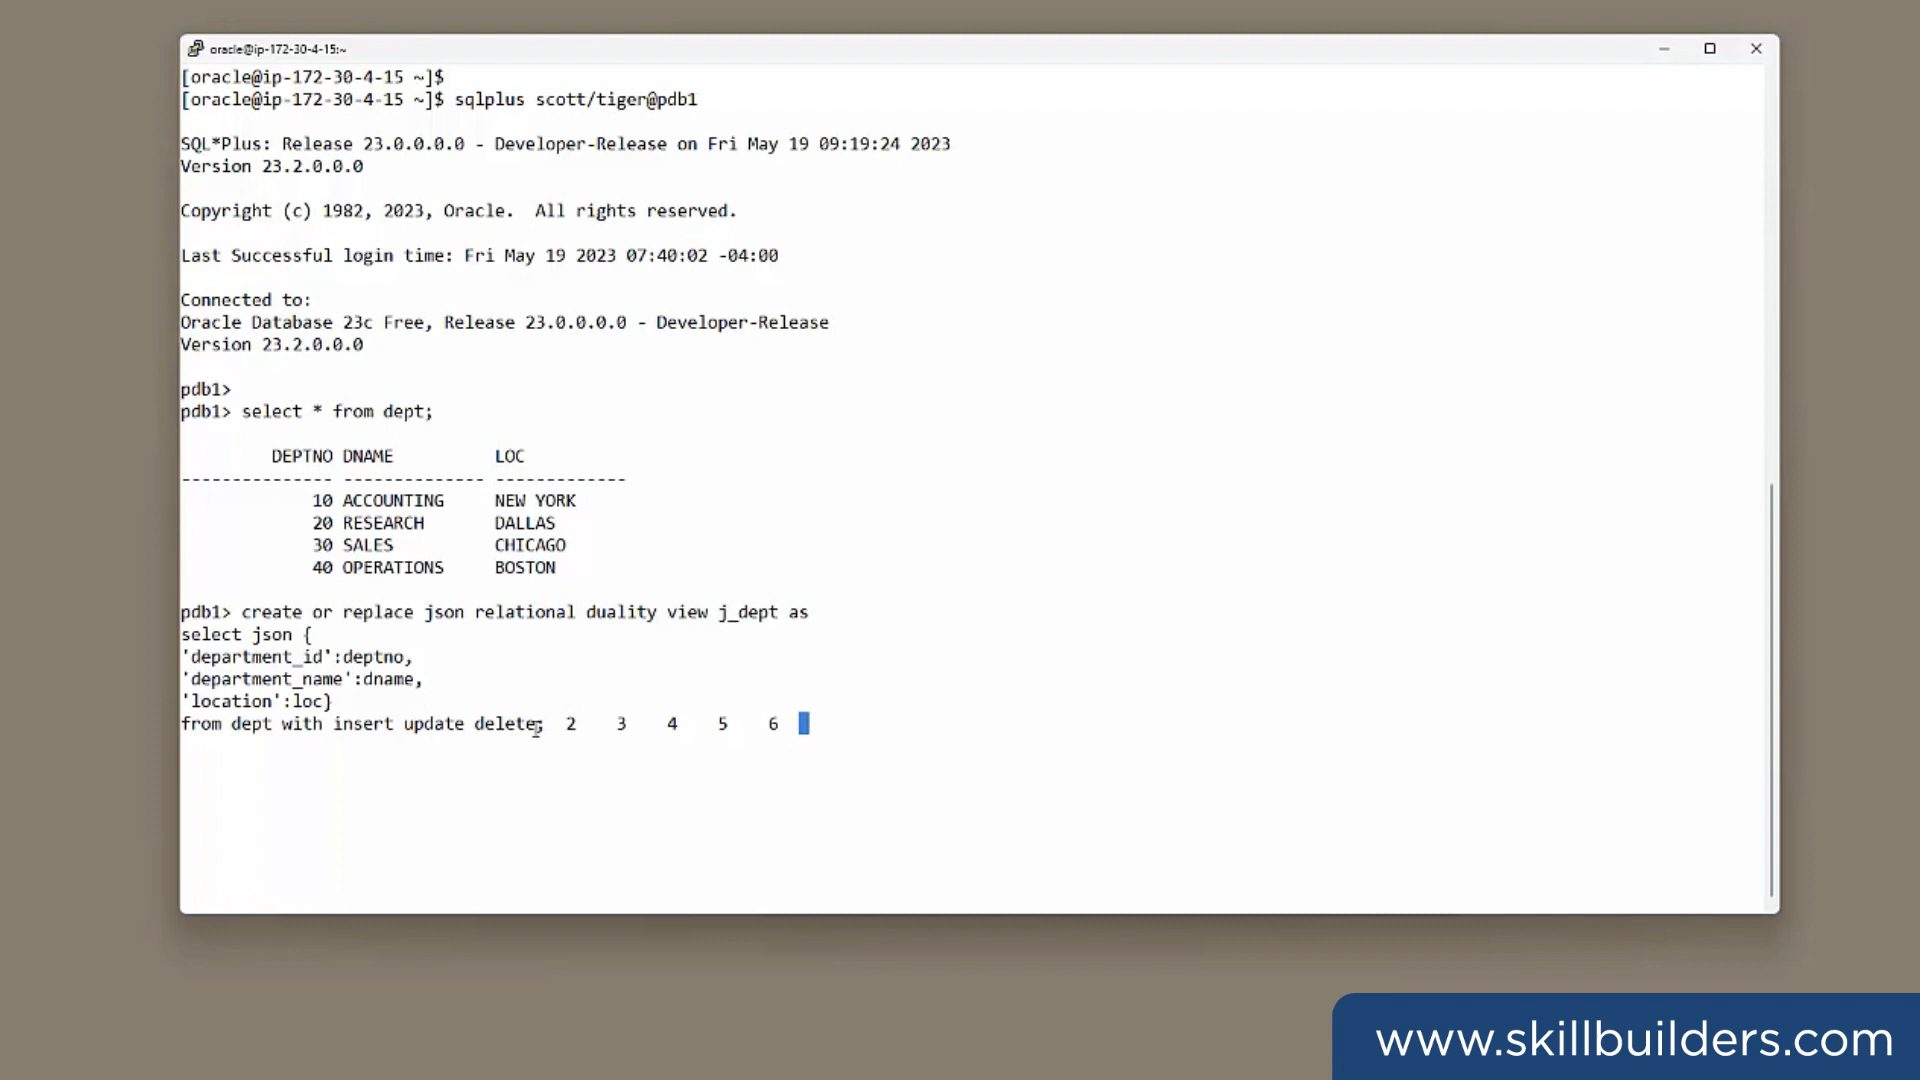 oracle@ip-172-30-4-15:~
[oracle@ip-172-30-4-15 ~]$
[oracle@ip-172-30-4-15 ~]$ sqlplus scott/tiger@pdb1
SQL*Plus: Release 23.0.0.0.0 - Developer-Release on Fri May 19 09:19:24 2023
Version 23.2.0.0.0
Copyright (c) 1982, 2023, Oracle.  All rights reserved.
Last Successful login time: Fri May 19 2023 07:40:02 -04:00
Connected to:
Oracle Database 23c Free, Release 23.0.0.0.0 - Developer-Release
Version 23.2.0.0.0
pdb1>
pdb1> select * from dept;
DEPTNO DNAME          LOC
--------------- -------------- -------------
10 ACCOUNTING     NEW YORK
20 RESEARCH       DALLAS
30 SALES          CHICAGO
40 OPERATIONS     BOSTON
pdb1> create or replace json relational duality view j_dept as
select json {
'department_id':deptno,
'department_name':dname,
'location':loc}
from dept with insert update delete;  2    3    4    5    6
www.skillbuilders.com